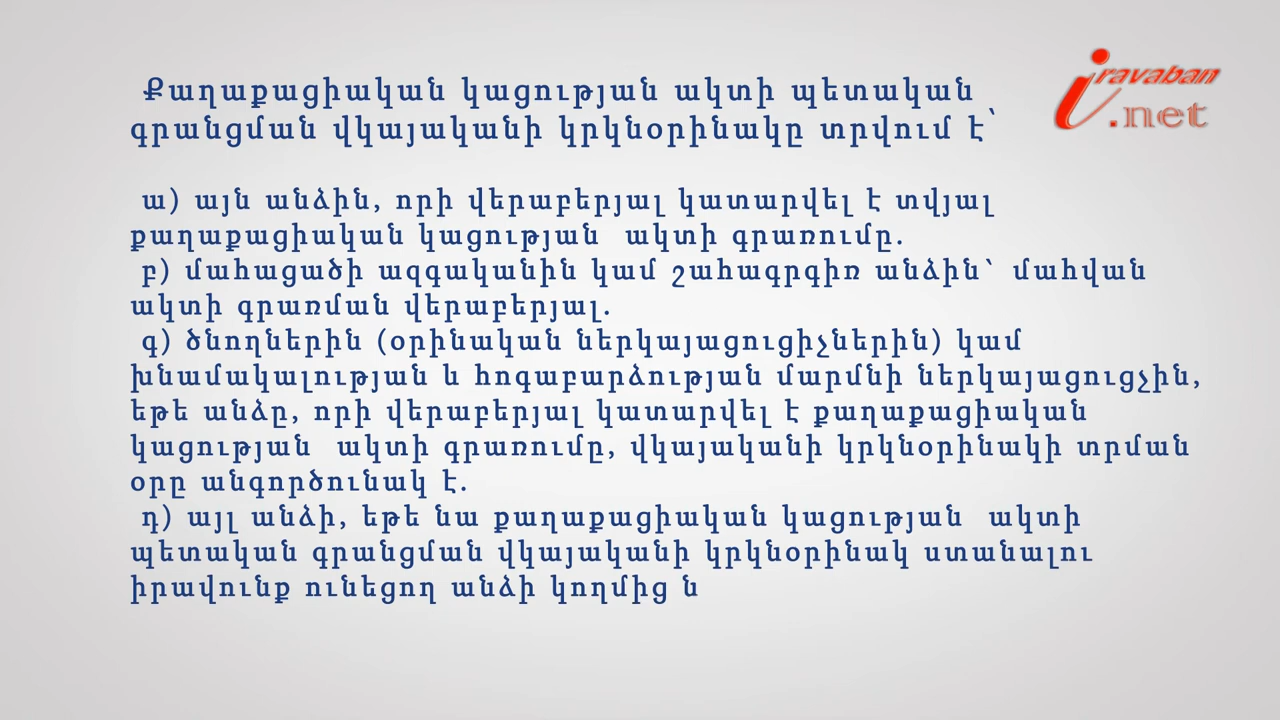 Քաղաքացիական կացության ակտի պետական
գրանցման վկայականի կրկնօրինակը տրվում է՝
ա) այն անձին, որի վերաբերյալ կատարվել է տվյալ
քաղաքացիական կացության ակտի գրառումը.
բ) մահացածի ազգականին կամ շահագրգիռ անձին՝ մահվան
ակտի գրառման վերաբերյալ.
գ) ծնողներին (օրինական ներկայացուցիչներին) կամ
խնամակալության և հոգաբարձության մարմնի ներկայացուցչին,
եթե անձը, որի վերաբերյալ կատարվել է քաղաքացիական
կացության ակտի գրառումը, վկայականի կրկնօրինակի տրման
օրը անգործունակ է.
դ) այլ անձի, եթե նա քաղաքացիական կացության ակտի
պետական գրանցման վկայականի կրկնօրինակ ստանալու
իրավունք ունեցող անձի կողմից ն
iravaban
.net